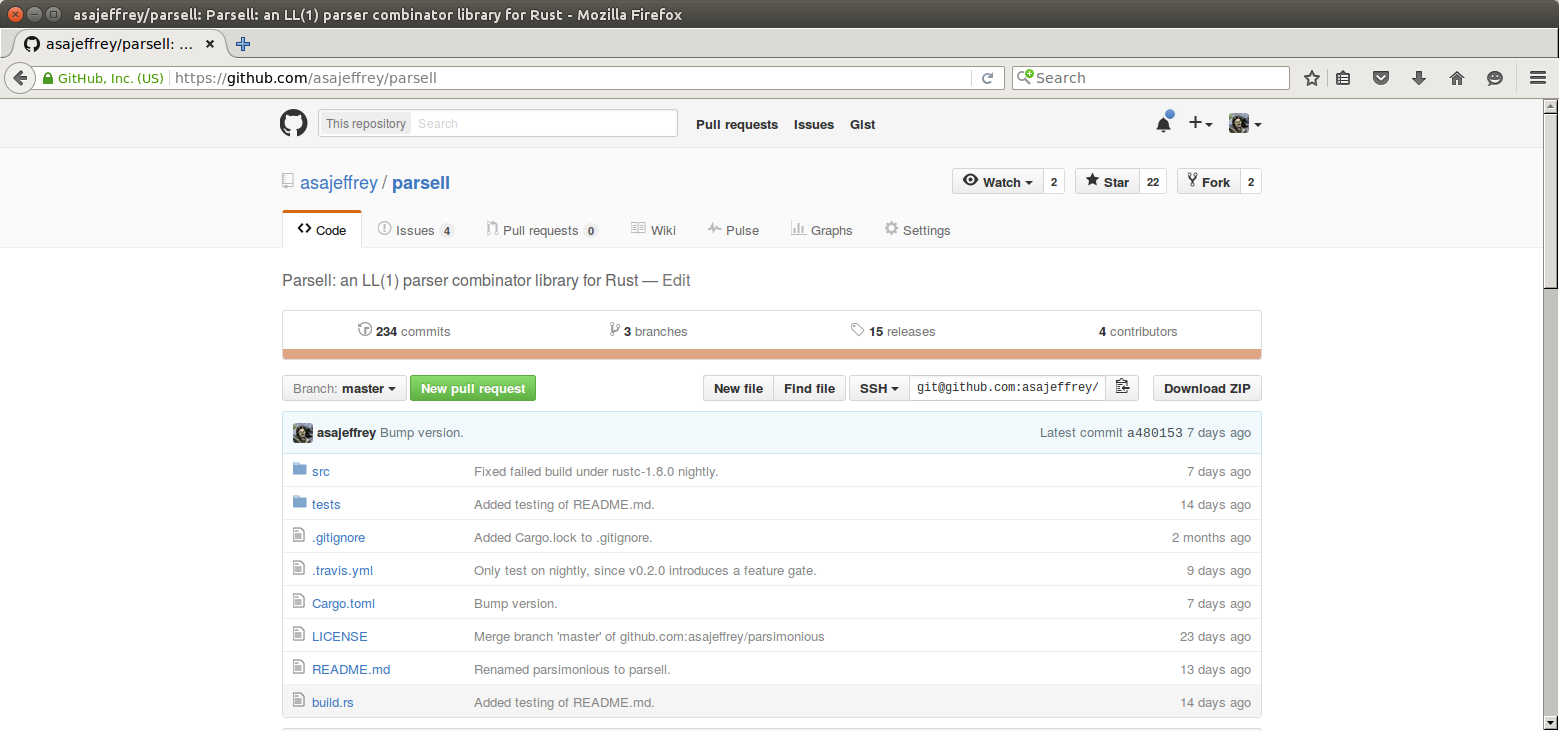 asajeffrey/parsell: Parsell: an LL(1) parser combinator library for Rust - Mozilla Firefox
asajeffrey/parsell: ...
GitHub, Inc. (US) https://github.com/asajeffrey/parsell Search
This repository Search Pull requests Issues Gist
asajeffrey / parsell Watch 2 Star 22 Fork 2
Code Issues 4 Pull requests 0 Wiki Pulse Graphs Settings
Parsell: an LL(1) parser combinator library for Rust — Edit
234 commits 3 branches 15 releases 4 contributors
Branch: master New pull request New file Find file SSH git@github.com:asajeffrey/ Download ZIP
asajeffrey Bump version. Latest commit a480153 7 days ago
src Fixed failed build under rustc-1.8.0 nightly. 7 days ago
tests Added testing of README.md. 14 days ago
.gitignore Added Cargo.lock to .gitignore. 2 months ago
.travis.yml Only test on nightly, since v0.2.0 introduces a feature gate. 9 days ago
Cargo.toml Bump version. 7 days ago
LICENSE Merge branch 'master' of github.com:asajeffrey/parsimonious 23 days ago
README.md Renamed parsimonious to parsell. 13 days ago
build.rs Added testing of README.md. 14 days ago